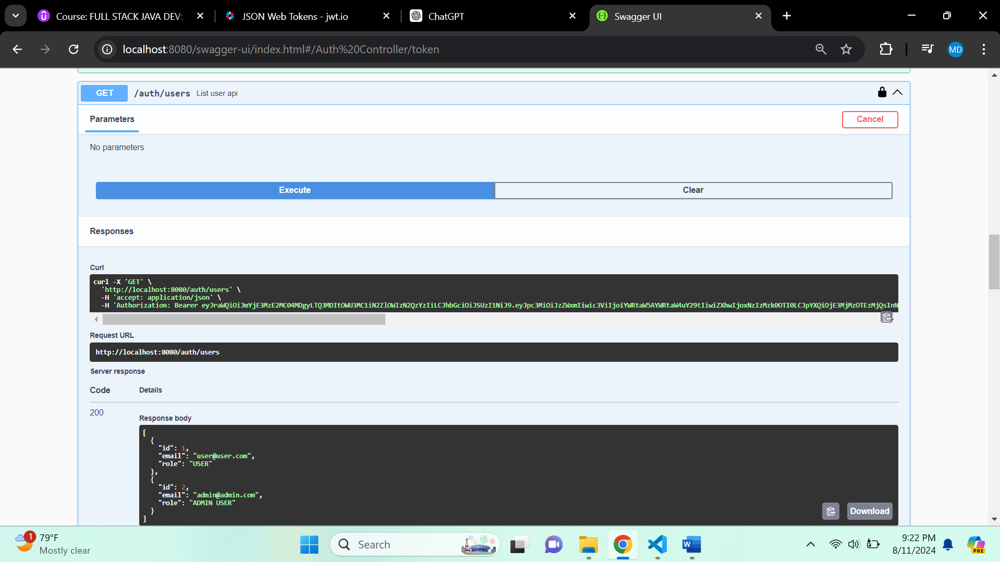 Course: FULL STACK JAVA DEV:
JSON Web Tokens - jwt.io
ChatGPT
Swagger UI
localhost:8080/swagger-ui/index.html#/Auth%20Controller/token
MD
GET /auth/users List user api
Parameters
Cancel
No parameters
Execute
Clear
Responses
Curl
curl -X 'GET' \
'http://localhost:8080/auth/users' \
-H 'accept: application/json' \
-H 'Authorization: Bearer eyJraWQiOiJmYjE3MzE2MC04MDgyLTQ3MDItOWU3MC1iN2ZlOWIzN2QzYzIiLCJhbGciOiJSUzI1NiJ9.eyJpc3MiOiJzZWxmIiwic3ViIjoiYWRtaW5AYWRtaW4uY29tIiwiZXhwIjoxNzIzMzk0OTI0LCJpYXQiOjE3MjMzOTEzMjQsInN
Request URL
http://localhost:8080/auth/users
Server response
Code
Details
200
Response body
[
{
"id": 1,
"email": "user@user.com",
"role": "USER"
},
{
"id": 2,
"email": "admin@admin.com",
"role": "ADMIN USER"
}
]
Download
1
79°F
Mostly clear
Search
W
9:22 PM
8/11/2024
PRE